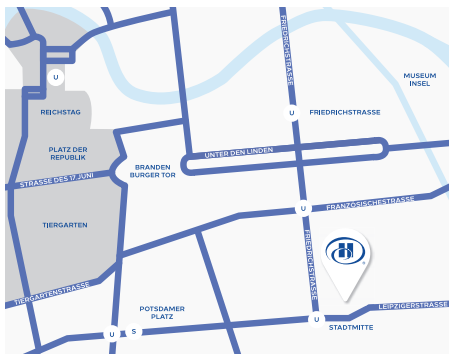 FRIEDRICHSTRASSE
MUSEUM
INSEL
U
REICHSTAG
U
FRIEDRICHSTRASSE
PLATZ DER
REPUBLIK
UNTER DEN LINDEN
BRANDEN
BURGER TOR
STRASSE DES 17 JUNI
FRANZÖSISCHESTRASSE
U
TIERGARTEN
FRIEDRICHSTRASSE
H
TIERGARTENSTRASSE
POTSDAMER
PLATZ
LEIPZIGERSTRASSE
U
STADTMITTE
U
S